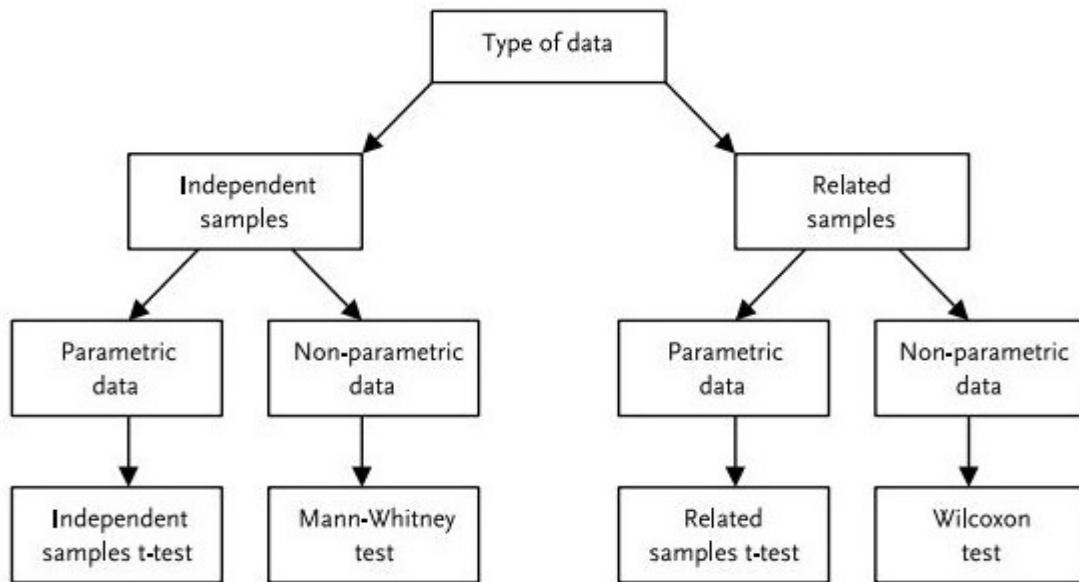 Type of data
Independent
samples
Related
samples
Parametric
data
Non-parametric
data
Parametric
data
Non-parametric
data
Independent
samples t-test
Mann-Whitney
test
Related
samples t-test
Wilcoxon
test